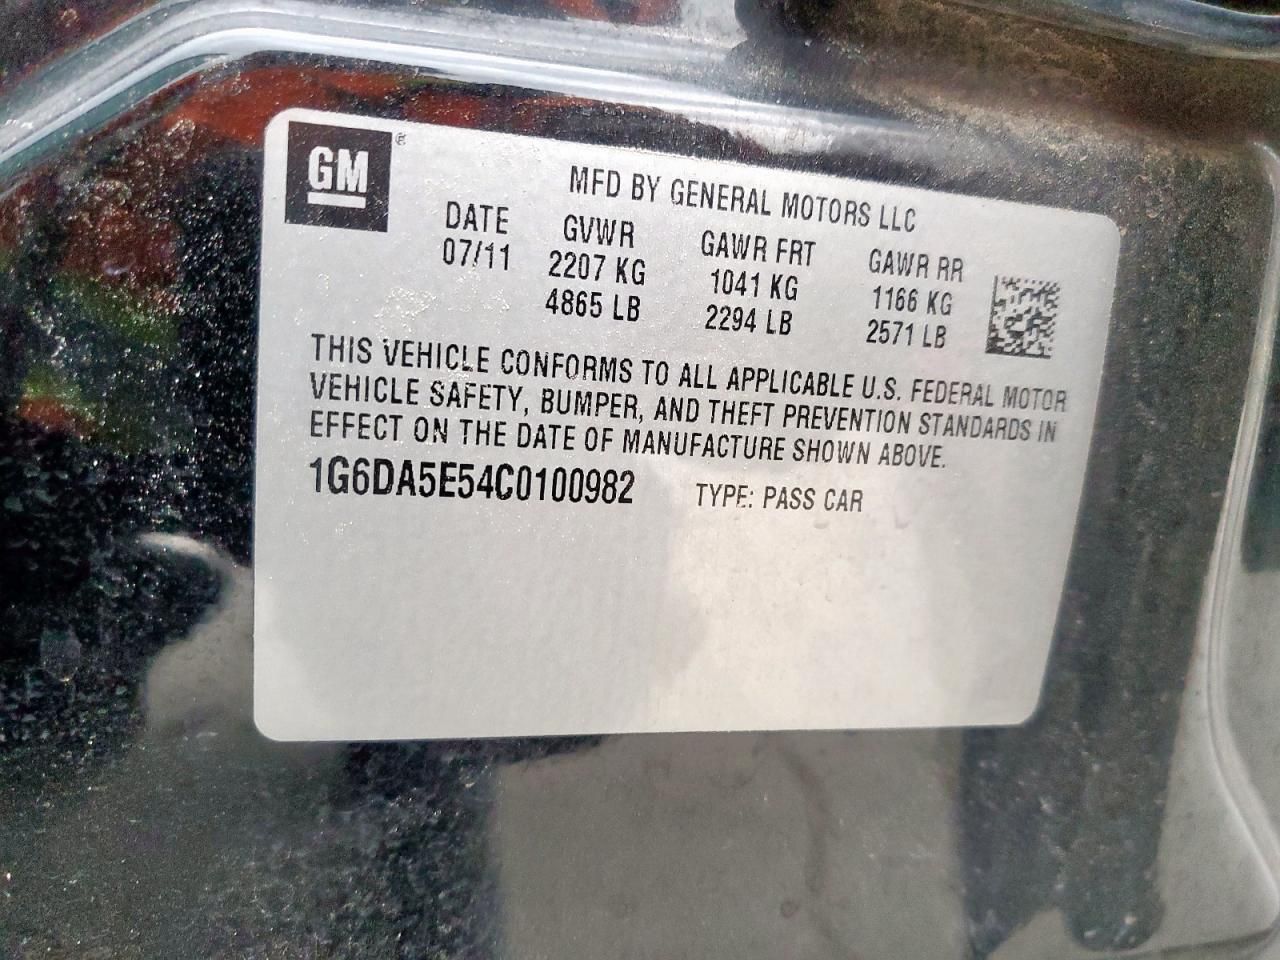 GM
MFD BY GENERAL MOTORS LLC
DATE GVWR GAWR FRT GAWR RR
07/11 2207 KG 1041 KG 1166 KG
4865 LB 2294 LB 2571 LB
THIS VEHICLE CONFORMS TO ALL APPLICABLE U.S. FEDERAL MOTOR
VEHICLE SAFETY, BUMPER, AND THEFT PREVENTION STANDARDS IN
EFFECT ON THE DATE OF MANUFACTURE SHOWN ABOVE.
1G6DA5E54C0100982 TYPE: PASS CAR